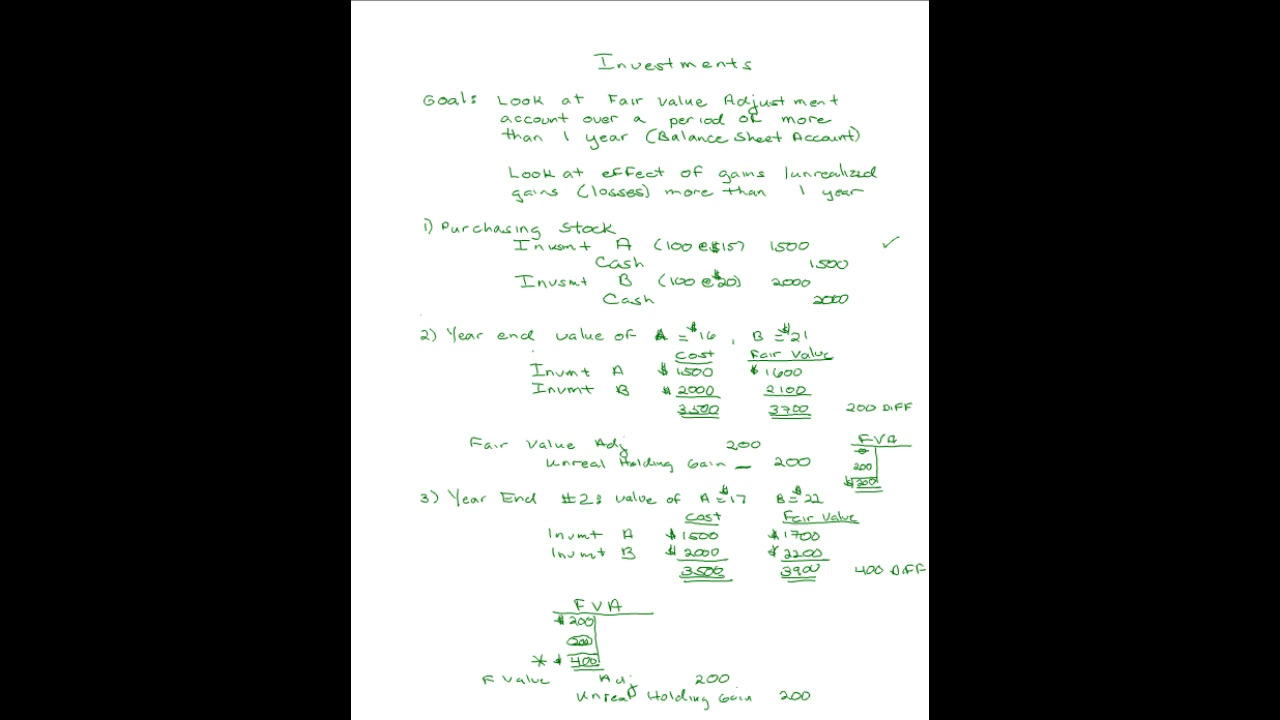 Investments
Goal: Look at Fair Value Adjustment
account over a period of more
than 1 year (Balance Sheet Account)
Look at effect of gains /unrealized
gains (losses) more than 1 year
1) Purchasing Stock
Invsmt A (100 @ $15) 1500 ✓
Cash 1500
Invsmt B (100 @ $20) 2000
Cash 2000
2) Year end value of A = $16, B = $21
Cost Fair Value
Invmt A $1500 $1600
Invmt B $2000 2100
3500 3700 200 DIFF
Fair Value Adj 200 FVA
Unreal Holding Gain 200 0
200
$200
3) Year End #2: value of A = $17 B = $22
Cost Fair Value
Invmt A $1500 $1700
Invmt B $2000 $2200
3500 3900 400 DIFF
FVA
$200
200
* $400
F Value Adj 200
Unreal Holding Gain 200